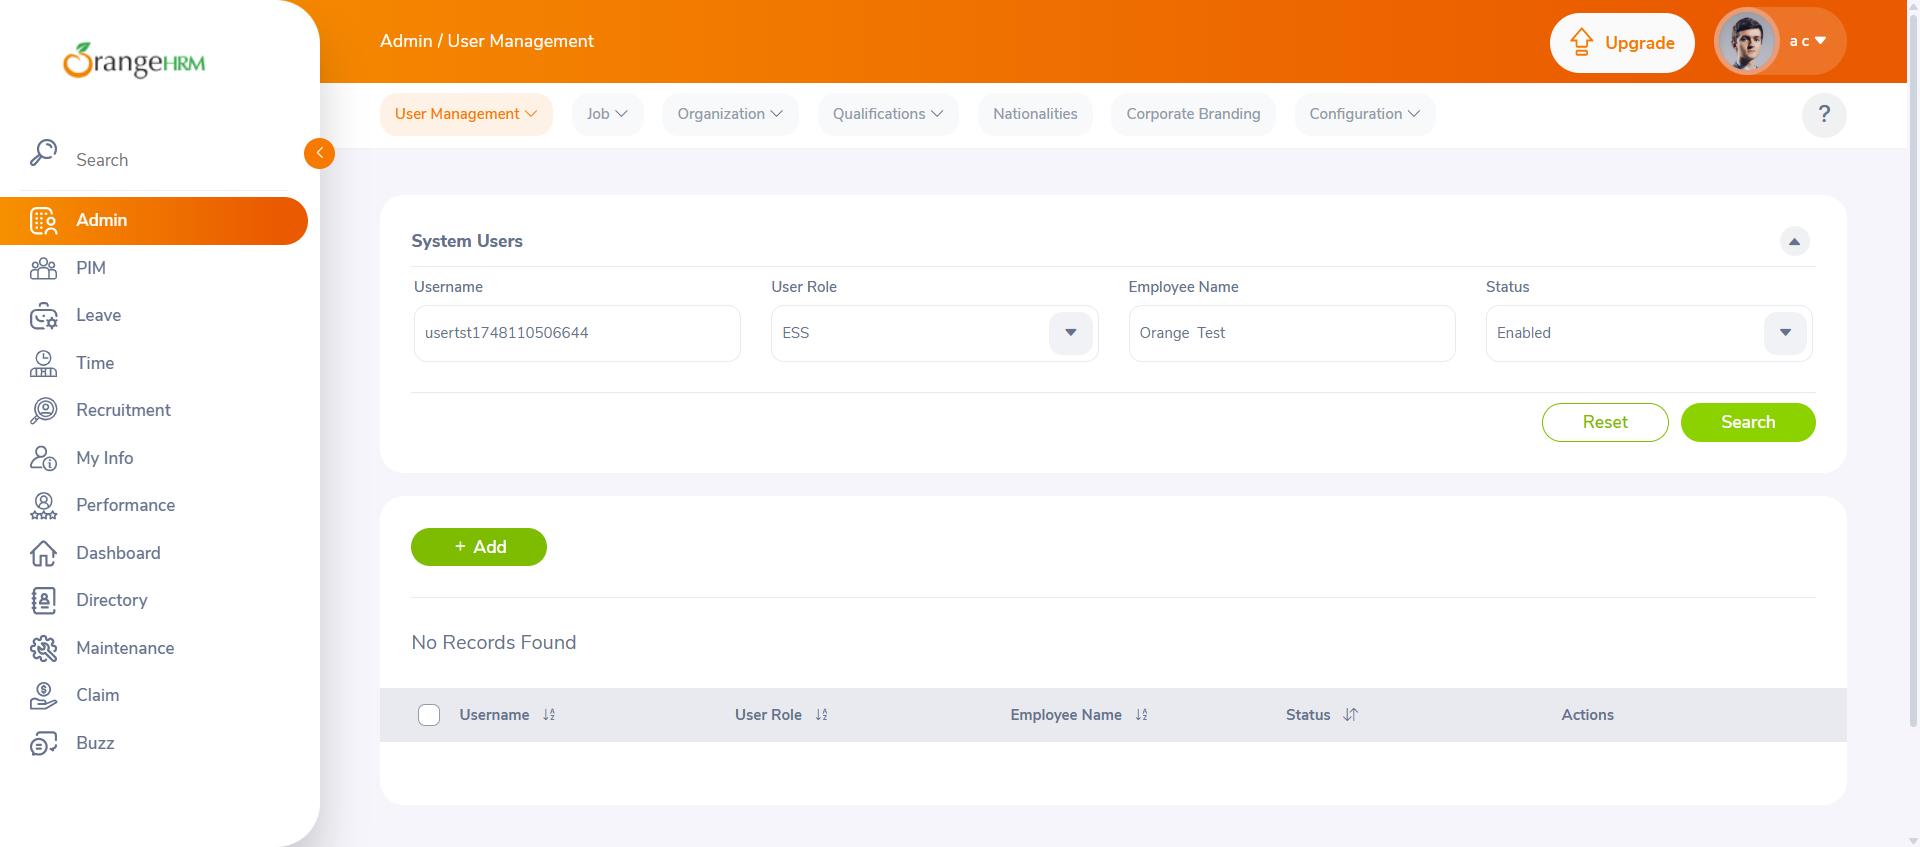 OrangeHRM
Admin / User Management
Upgrade
a c
User Management
Job
Organization
Qualifications
Nationalities
Corporate Branding
Configuration
?
Search
Admin
PIM
Leave
Time
Recruitment
My Info
Performance
Dashboard
Directory
Maintenance
Claim
Buzz
System Users
Username
User Role
Employee Name
Status
usertst1748110506644
ESS
Orange  Test
Enabled
Reset
Search
+ Add
No Records Found
Username
User Role
Employee Name
Status
Actions